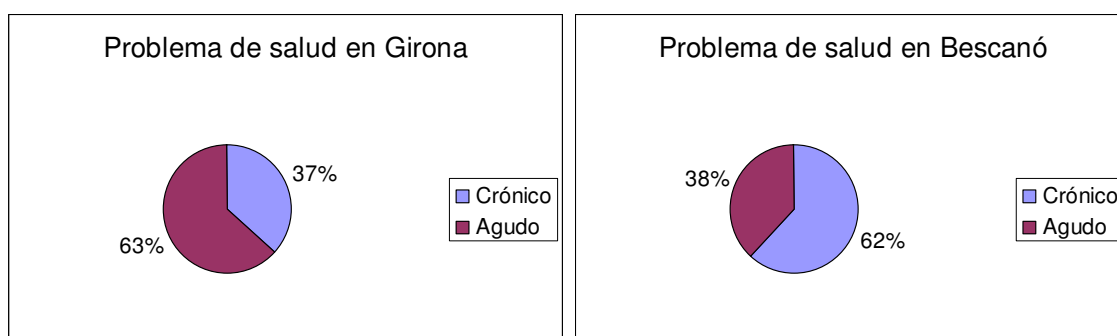 Problema de salud en Girona
37%
63%
Crónico
Agudo
Problema de salud en Bescanó
38%
62%
Crónico
Agudo